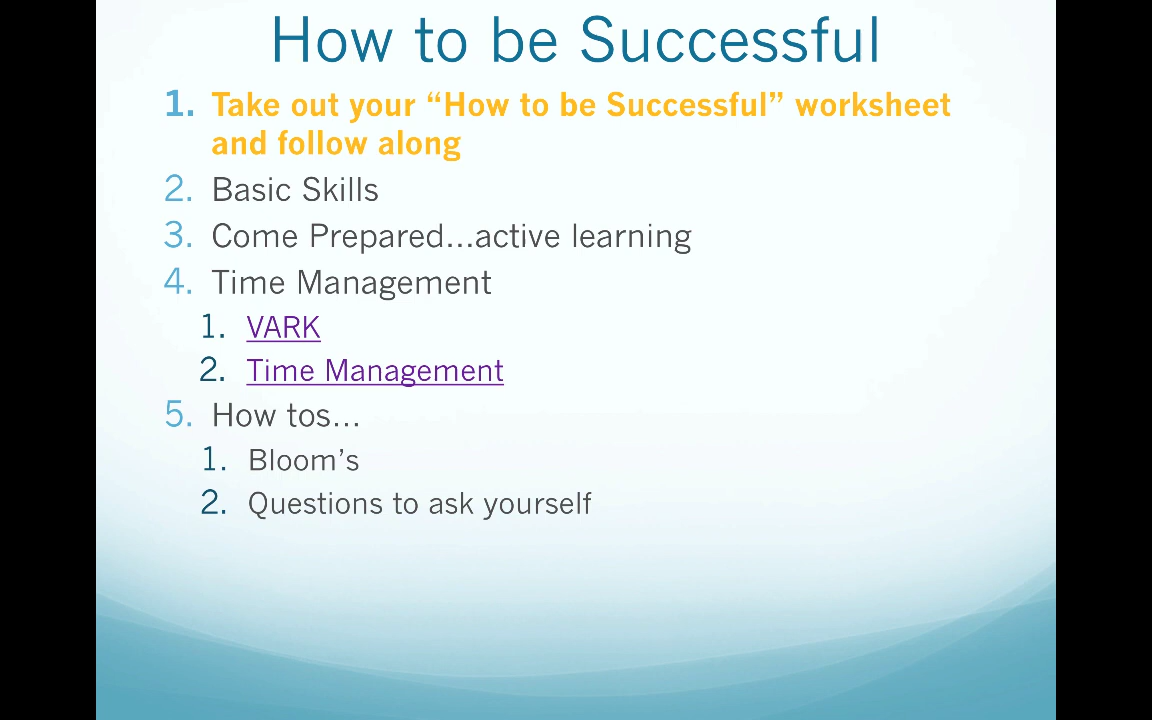 How to be Successful
1. Take out your “How to be Successful” worksheet
and follow along
2. Basic Skills
3. Come Prepared...active learning
4. Time Management
1. VARK
2. Time Management
5. How tos...
1. Bloom’s
2. Questions to ask yourself